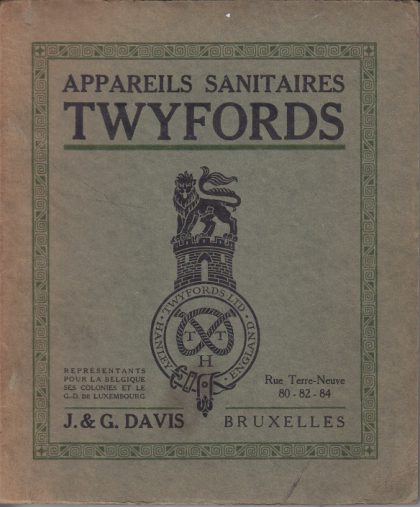 APPAREILS SANITAIRES
TWYFORDS
HANLEY · TWYFORDS LTD · ENGLAND
T T
H
REPRÉSENTANTS
POUR LA BELGIQUE
SES COLONIES ET LE
G.-D. DE LUXEMBOURG
J. & G. DAVIS
Rue Terre-Neuve
80 - 82 - 84
BRUXELLES